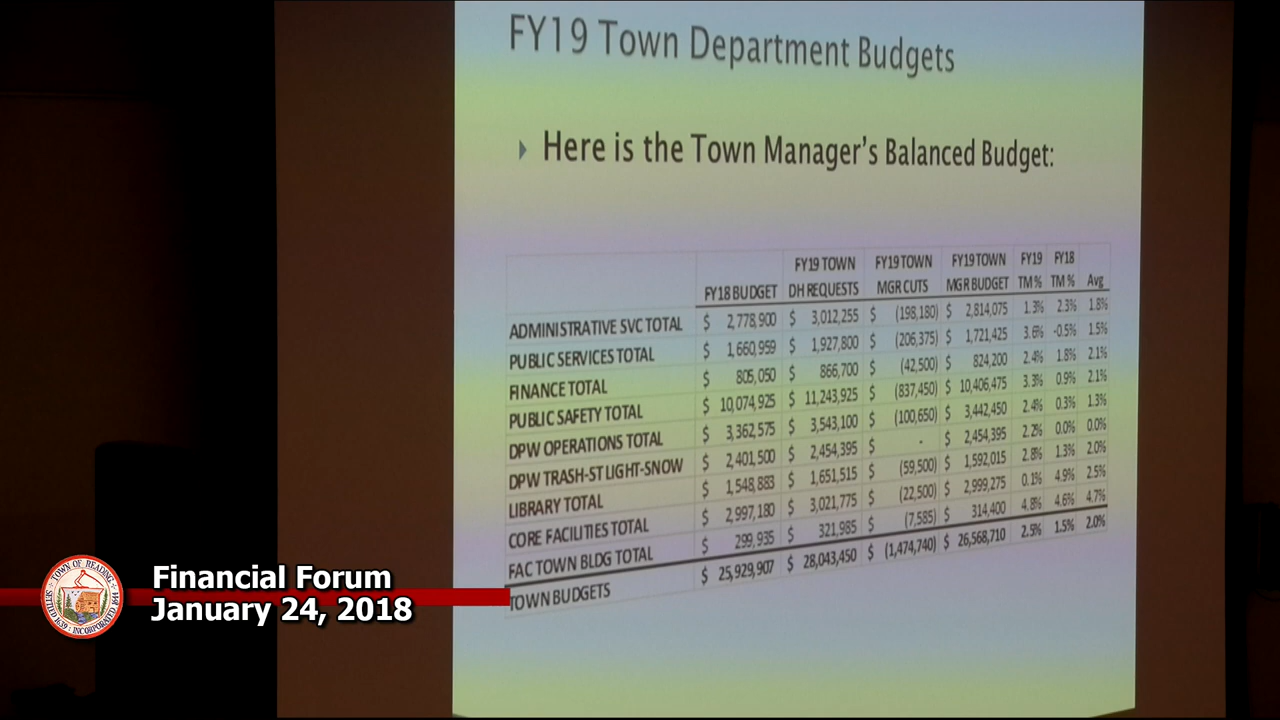 FY19 Town Department Budgets
Here is the Town Manager's Balanced Budget:
FY18 BUDGET FY19 TOWN DH REQUESTS FY19 TOWN MGR CUTS FY19 TOWN MGR BUDGET FY19 TM % FY18 TM % Avg
ADMINISTRATIVE SVC TOTAL $ 2,778,900 $ 3,012,255 $ (198,180) $ 2,814,075 1.3% 2.3% 1.8%
PUBLIC SERVICES TOTAL $ 1,660,959 $ 1,927,800 $ (206,375) $ 1,721,425 3.6% -0.5% 1.5%
FINANCE TOTAL $ 805,050 $ 866,700 $ (42,500) $ 824,200 2.4% 1.8% 2.1%
PUBLIC SAFETY TOTAL $ 10,074,925 $ 11,243,925 $ (837,450) $ 10,406,475 3.3% 0.9% 2.1%
DPW OPERATIONS TOTAL $ 3,362,575 $ 3,543,100 $ (100,650) $ 3,442,450 2.4% 0.3% 1.3%
DPW TRASH-ST LIGHT-SNOW $ 2,401,500 $ 2,454,395 $ - $ 2,454,395 2.2% 0.0% 0.0%
LIBRARY TOTAL $ 1,548,883 $ 1,651,515 $ (59,500) $ 1,592,015 2.8% 1.3% 2.0%
CORE FACILITIES TOTAL $ 2,997,180 $ 3,021,775 $ (22,500) $ 2,999,275 0.1% 4.9% 2.5%
FAC TOWN BLDG TOTAL $ 299,935 $ 321,985 $ (7,585) $ 314,400 4.8% 4.6% 4.7%
TOWN BUDGETS $ 25,929,907 $ 28,043,450 $ (1,474,740) $ 26,568,710 2.5% 1.5% 2.0%
TOWN OF READING
SETTLED 1639 INCORPORATED 1644
Financial Forum
January 24, 2018